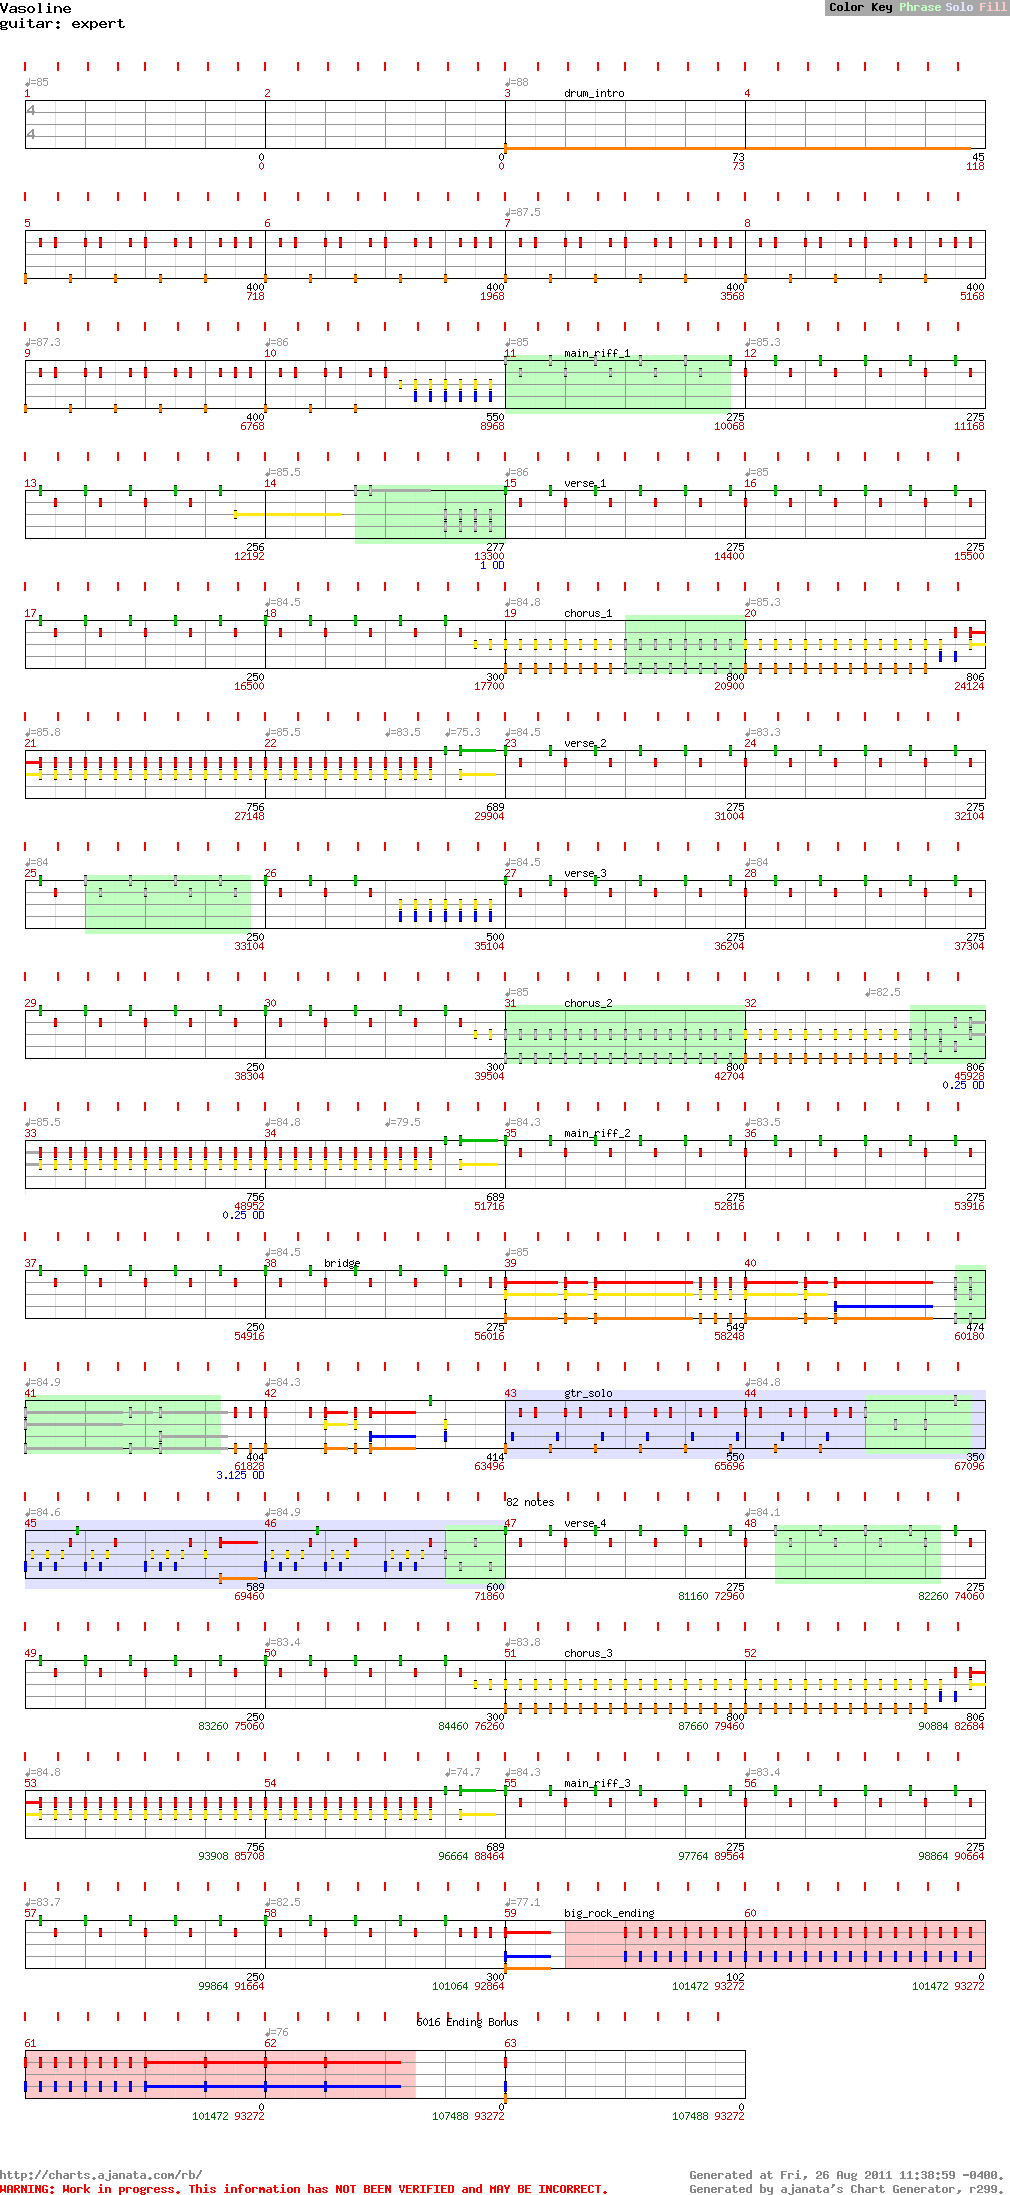 Vasoline
guitar: expert
Color Key Phrase Solo Fill
♩=85 ♩=88
1 2 3 drum_intro 4
4
4
0 0 73 45
0 0 73 118
♩=87.5
5 6 7 8
400 400 400 400
718 1968 3568 5168
♩=87.3 ♩=86 ♩=85 ♩=85.3
9 10 11 main_riff_1 12
400 550 275 275
6768 8968 10068 11168
♩=85.5 ♩=86 ♩=85
13 14 15 verse_1 16
256 277 275 275
12192 13300 14400 15500
1 OD
♩=84.5 ♩=84.8 ♩=85.3
17 18 19 chorus_1 20
250 300 800 806
16500 17700 20900 24124
♩=85.8 ♩=85.5 ♩=83.5 ♩=75.3 ♩=84.5 ♩=83.3
21 22 23 verse_2 24
756 689 275 275
27148 29904 31004 32104
♩=84 ♩=84.5 ♩=84
25 26 27 verse_3 28
250 500 275 275
33104 35104 36204 37304
♩=85 ♩=82.5
29 30 31 chorus_2 32
250 300 800 806
38304 39504 42704 45928
0.25 OD
♩=85.5 ♩=84.8 ♩=79.5 ♩=84.3 ♩=83.5
33 34 35 main_riff_2 36
756 689 275 275
48952 51716 52816 53916
0.25 OD
♩=84.5 ♩=85
37 38 bridge 39 40
250 275 549 474
54916 56016 58248 60180
♩=84.9 ♩=84.3 ♩=84.8
41 42 43 gtr_solo 44
404 414 550 350
61828 63496 65696 67096
3.125 OD
82 notes
♩=84.6 ♩=84.9 ♩=84.1
45 46 47 verse_4 48
589 600 275 275
69460 71860 81160 72960 82260 74060
♩=83.4 ♩=83.8
49 50 51 chorus_3 52
250 300 800 806
83260 75060 84460 76260 87660 79460 90884 82684
♩=84.8 ♩=74.7 ♩=84.3 ♩=83.4
53 54 55 main_riff_3 56
756 689 275 275
93908 85708 96664 88464 97764 89564 98864 90664
♩=83.7 ♩=82.5 ♩=77.1
57 58 59 big_rock_ending 60
250 300 102 0
99864 91664 101064 92864 101472 93272 101472 93272
6016 Ending Bonus
♩=76
61 62 63
0 0 0
101472 93272 107488 93272 107488 93272
http://charts.ajanata.com/rb/ Generated at Fri, 26 Aug 2011 11:38:59 -0400.
WARNING: Work in progress. This information has NOT BEEN VERIFIED and MAY BE INCORRECT. Generated by ajanata's Chart Generator, r299.